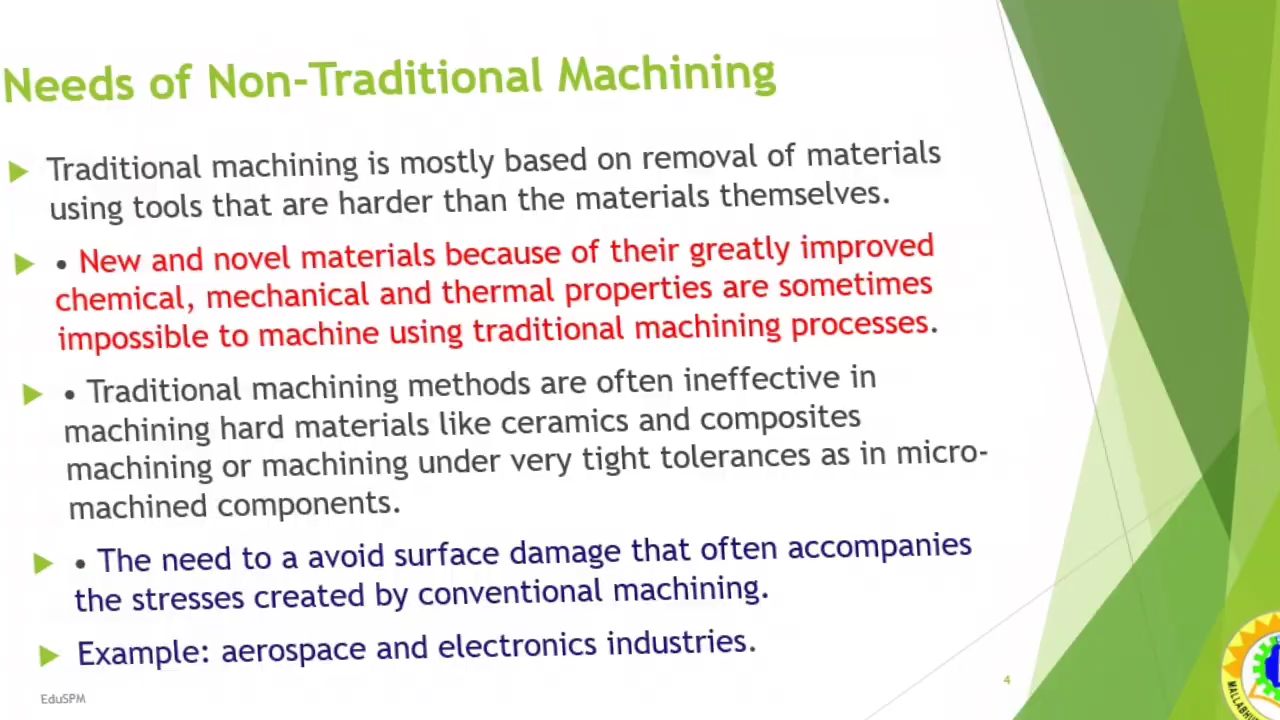 Needs of Non-Traditional Machining
Traditional machining is mostly based on removal of materials
using tools that are harder than the materials themselves.
• New and novel materials because of their greatly improved
chemical, mechanical and thermal properties are sometimes
impossible to machine using traditional machining processes.
• Traditional machining methods are often ineffective in
machining hard materials like ceramics and composites
machining or machining under very tight tolerances as in micro-
machined components.
• The need to a avoid surface damage that often accompanies
the stresses created by conventional machining.
Example: aerospace and electronics industries.
EduSPM
4